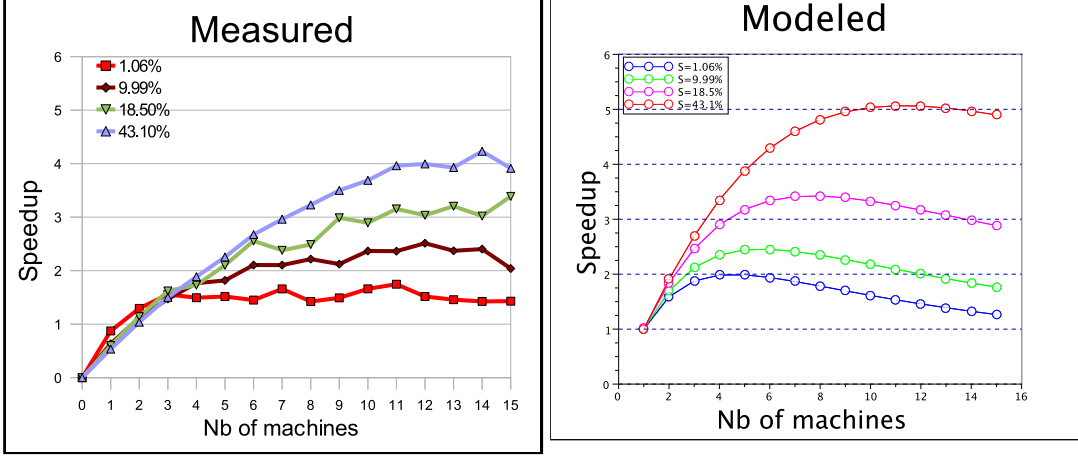 Measured
6
5
4
3
2
1
0
Speedup
1.06%
9.99%
18.50%
43.10%
0 1 2 3 4 5 6 7 8 9 10 11 12 13 14 15
Nb of machines
Modeled
6
5
4
3
2
1
0
Speedup
S=1.06%
S=9.99%
S=18.5%
S=43.1%
0 2 4 6 8 10 12 14 16
Nb of machines